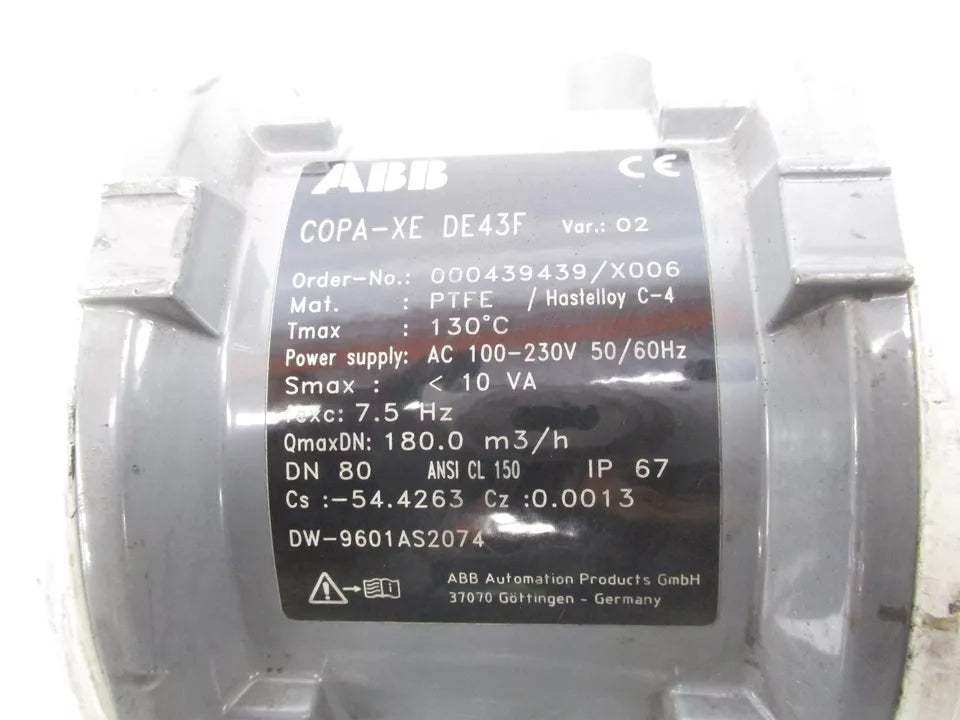 ABB CE
COPA-XE DE43F Var.: 02
Order-No.: 000439439/X006
Mat. : PTFE / Hastelloy C-4
Tmax : 130°C
Power supply: AC 100-230V 50/60Hz
Smax : < 10 VA
fexc: 7.5 Hz
QmaxDN: 180.0 m3/h
DN 80 ANSI CL 150 IP 67
Cs :-54.4263 Cz :0.0013
DW-9601AS2074
ABB Automation Products GmbH
37070 Göttingen - Germany